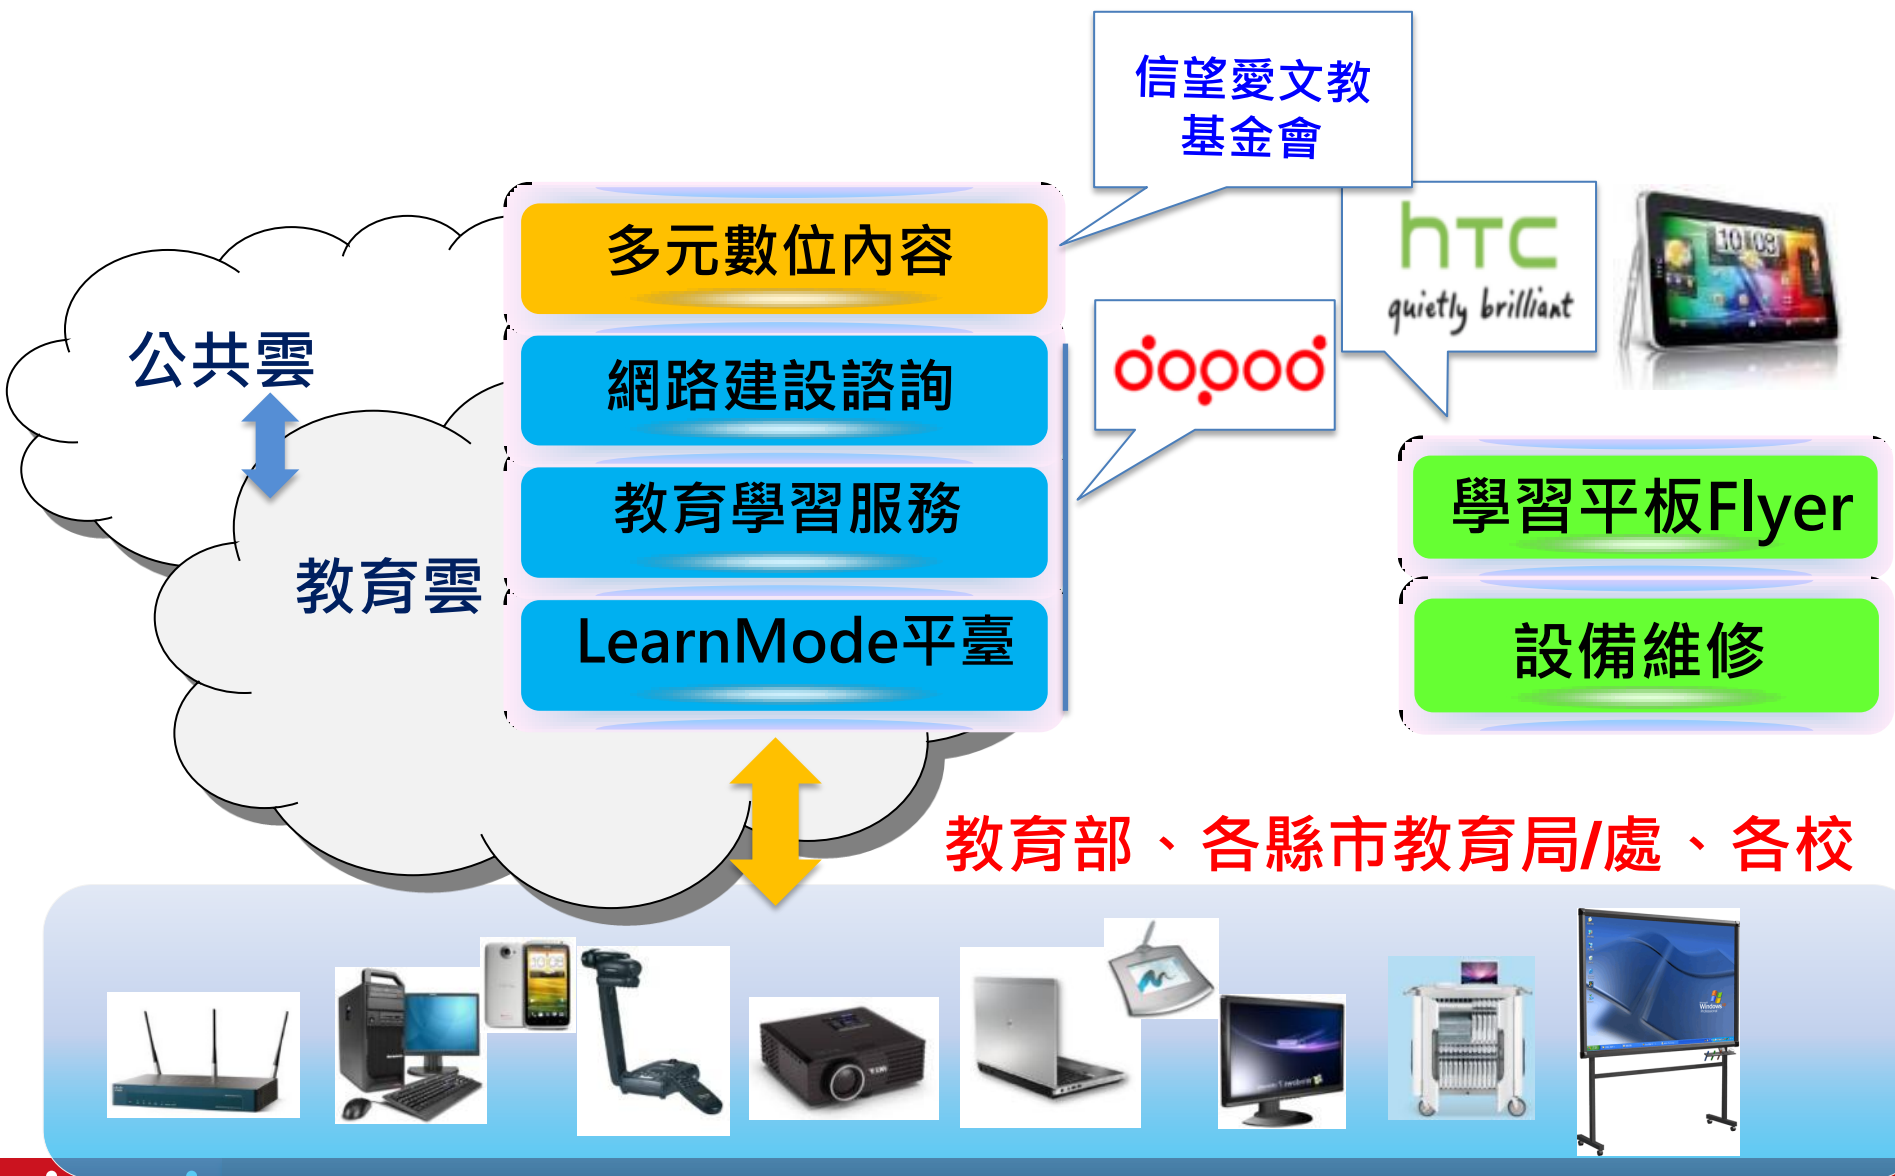 信望愛文教
基金會
多元數位內容
htc
quietly brilliant
公共雲
網路建設諮詢
dopod
學習平板Flyer
教育學習服務
教育雲
LearnMode平臺
設備維修
教育部、各縣市教育局/處、各校